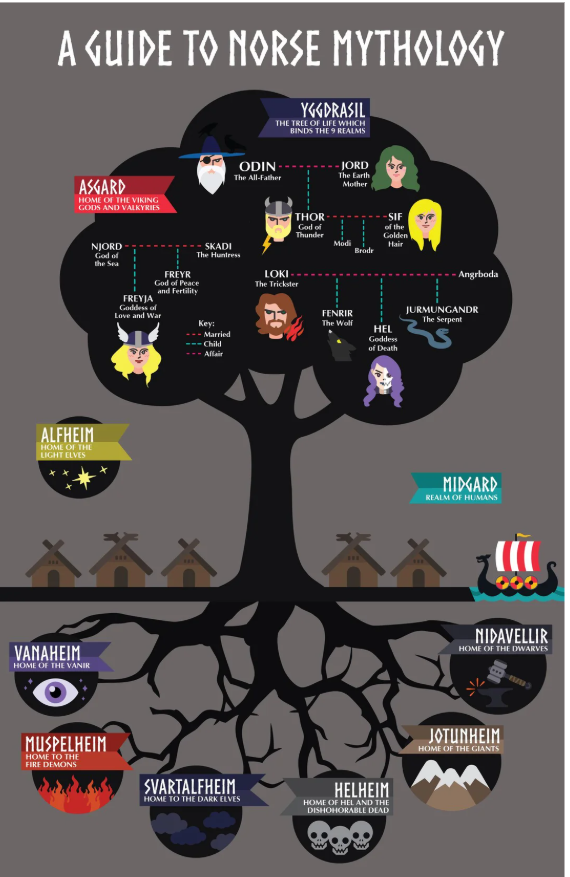 A GUIDE TO NORSE MYTHOLOGY
YGGDRASIL
THE TREE OF LIFE WHICH
BINDS THE 9 REALMS
ASGARD
HOME OF THE VIKING
GODS AND VALKYRIES
ODIN
The All-Father
JORD
The Earth
Mother
THOR
God of
Thunder
SIF
of the
Golden
Hair
Modi
Brodr
NJORD
God of
the Sea
SKADI
The Huntress
FREYR
God of Peace
and Fertility
FREYJA
Goddess of
Love and War
LOKI
The Trickster
Angrboda
FENRIR
The Wolf
HEL
Goddess
of Death
JURMUNGANDR
The Serpent
Key:
Married
Child
Affair
ALFHEIM
HOME OF THE
LIGHT ELVES
MIDGARD
REALM OF HUMANS
VANAHEIM
HOME OF THE VANIR
NIDAVELLIR
HOME OF THE DWARVES
MUSPELHEIM
HOME TO THE
FIRE DEMONS
JOTUNHEIM
HOME OF THE GIANTS
SVARTALFHEIM
HOME TO THE DARK ELVES
HELHEIM
HOME OF HEL AND THE
DISHOHORABLE DEAD